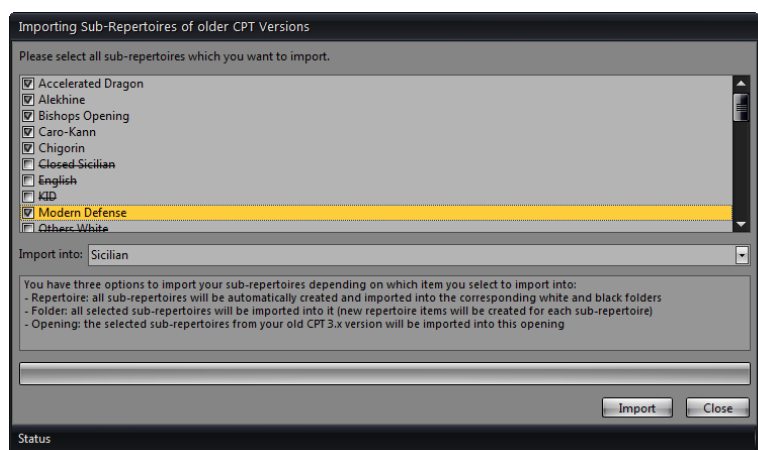 Importing Sub-Repertoires of older CPT Versions
Please select all sub-repertoires which you want to import.
Accelerated Dragon
Alekhine
Bishops Opening
Caro-Kann
Chigorin
Closed Sicilian
English
KID
Modern Defense
Others White
Import into: Sicilian
You have three options to import your sub-repertoires depending on which item you select to import into:
- Repertoire: all sub-repertoires will be automatically created and imported into the corresponding white and black folders
- Folder: all selected sub-repertoires will be imported into it (new repertoire items will be created for each sub-repertoire)
- Opening: the selected sub-repertoires from your old CPT 3.x version will be imported into this opening
Import Close
Status